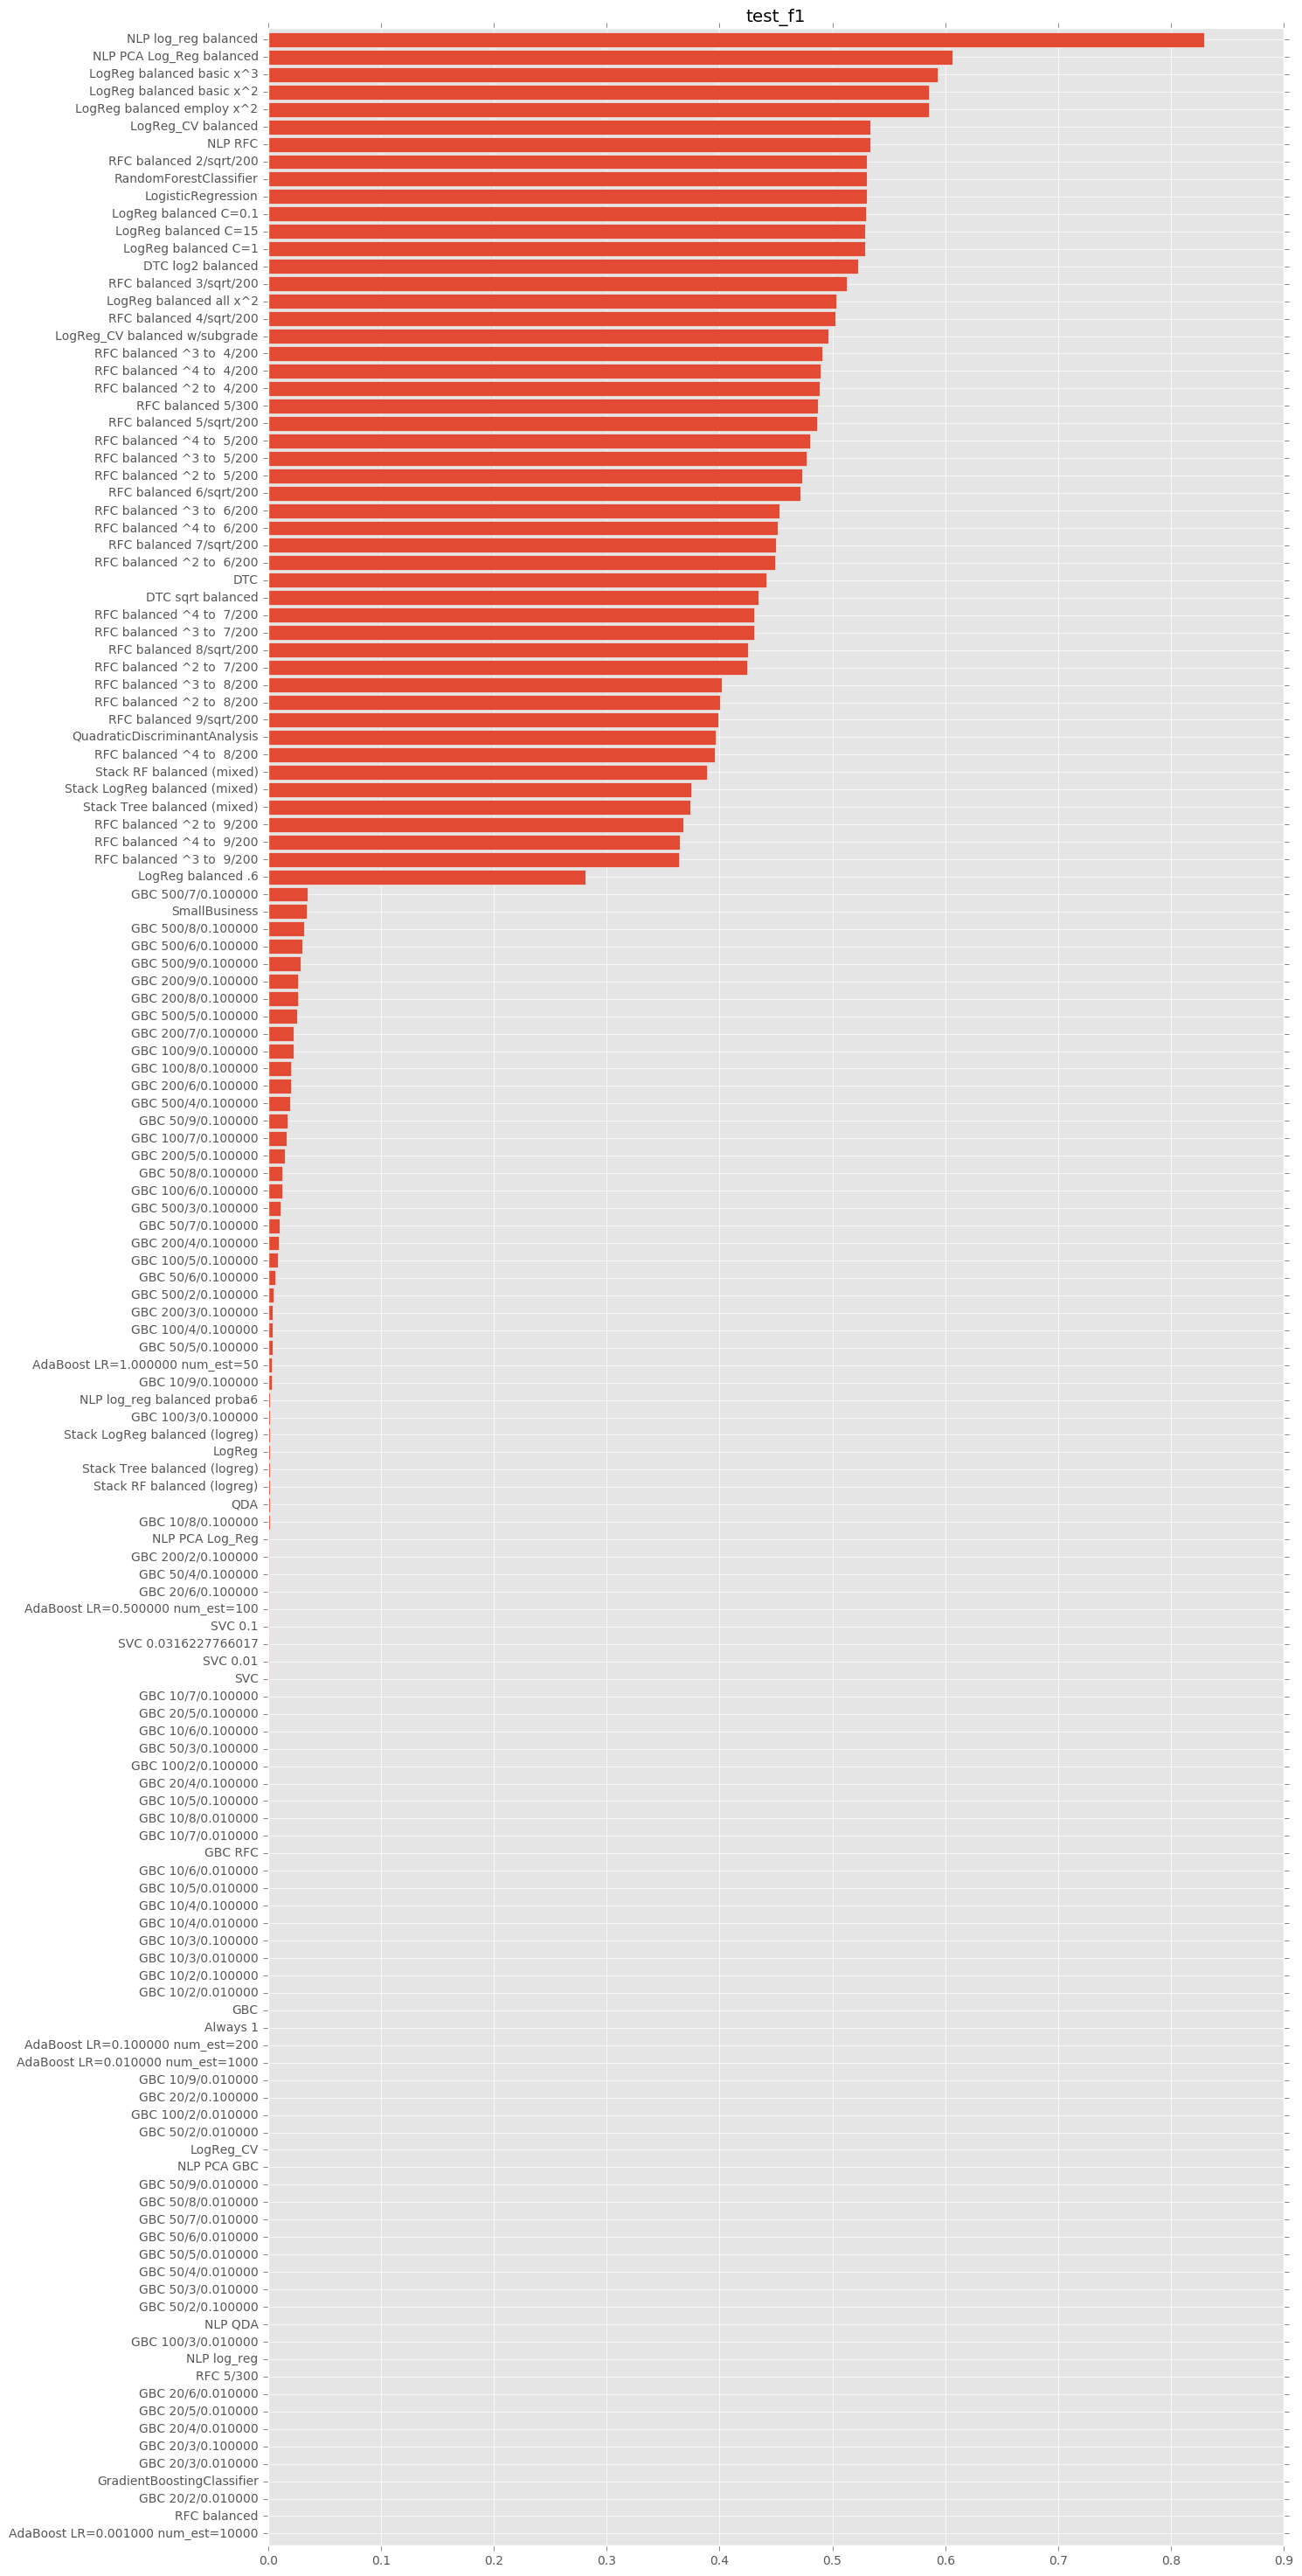 test_f1
NLP log_reg balanced
NLP PCA Log_Reg balanced
LogReg balanced basic x^3
LogReg balanced basic x^2
LogReg balanced employ x^2
LogReg_CV balanced
NLP RFC
RFC balanced 2/sqrt/200
RandomForestClassifier
LogisticRegression
LogReg balanced C=0.1
LogReg balanced C=15
LogReg balanced C=1
DTC log2 balanced
RFC balanced 3/sqrt/200
LogReg balanced all x^2
RFC balanced 4/sqrt/200
LogReg_CV balanced w/subgrade
RFC balanced ^3 to  4/200
RFC balanced ^4 to  4/200
RFC balanced ^2 to  4/200
RFC balanced 5/300
RFC balanced 5/sqrt/200
RFC balanced ^4 to  5/200
RFC balanced ^3 to  5/200
RFC balanced ^2 to  5/200
RFC balanced 6/sqrt/200
RFC balanced ^3 to  6/200
RFC balanced ^4 to  6/200
RFC balanced 7/sqrt/200
RFC balanced ^2 to  6/200
DTC
DTC sqrt balanced
RFC balanced ^4 to  7/200
RFC balanced ^3 to  7/200
RFC balanced 8/sqrt/200
RFC balanced ^2 to  7/200
RFC balanced ^3 to  8/200
RFC balanced ^2 to  8/200
RFC balanced 9/sqrt/200
QuadraticDiscriminantAnalysis
RFC balanced ^4 to  8/200
Stack RF balanced (mixed)
Stack LogReg balanced (mixed)
Stack Tree balanced (mixed)
RFC balanced ^2 to  9/200
RFC balanced ^4 to  9/200
RFC balanced ^3 to  9/200
LogReg balanced .6
GBC 500/7/0.100000
SmallBusiness
GBC 500/8/0.100000
GBC 500/6/0.100000
GBC 500/9/0.100000
GBC 200/9/0.100000
GBC 200/8/0.100000
GBC 500/5/0.100000
GBC 200/7/0.100000
GBC 100/9/0.100000
GBC 100/8/0.100000
GBC 200/6/0.100000
GBC 500/4/0.100000
GBC 50/9/0.100000
GBC 100/7/0.100000
GBC 200/5/0.100000
GBC 50/8/0.100000
GBC 100/6/0.100000
GBC 500/3/0.100000
GBC 50/7/0.100000
GBC 200/4/0.100000
GBC 100/5/0.100000
GBC 50/6/0.100000
GBC 500/2/0.100000
GBC 200/3/0.100000
GBC 100/4/0.100000
GBC 50/5/0.100000
AdaBoost LR=1.000000 num_est=50
GBC 10/9/0.100000
NLP log_reg balanced proba6
GBC 100/3/0.100000
Stack LogReg balanced (logreg)
LogReg
Stack Tree balanced (logreg)
Stack RF balanced (logreg)
QDA
GBC 10/8/0.100000
NLP PCA Log_Reg
GBC 200/2/0.100000
GBC 50/4/0.100000
GBC 20/6/0.100000
AdaBoost LR=0.500000 num_est=100
SVC 0.1
SVC 0.0316227766017
SVC 0.01
SVC
GBC 10/7/0.100000
GBC 20/5/0.100000
GBC 10/6/0.100000
GBC 50/3/0.100000
GBC 100/2/0.100000
GBC 20/4/0.100000
GBC 10/5/0.100000
GBC 10/8/0.010000
GBC 10/7/0.010000
GBC RFC
GBC 10/6/0.010000
GBC 10/5/0.010000
GBC 10/4/0.100000
GBC 10/4/0.010000
GBC 10/3/0.100000
GBC 10/3/0.010000
GBC 10/2/0.100000
GBC 10/2/0.010000
GBC
Always 1
AdaBoost LR=0.100000 num_est=200
AdaBoost LR=0.010000 num_est=1000
GBC 10/9/0.010000
GBC 20/2/0.100000
GBC 100/2/0.010000
GBC 50/2/0.010000
LogReg_CV
NLP PCA GBC
GBC 50/9/0.010000
GBC 50/8/0.010000
GBC 50/7/0.010000
GBC 50/6/0.010000
GBC 50/5/0.010000
GBC 50/4/0.010000
GBC 50/3/0.010000
GBC 50/2/0.100000
NLP QDA
GBC 100/3/0.010000
NLP log_reg
RFC 5/300
GBC 20/6/0.010000
GBC 20/5/0.010000
GBC 20/4/0.010000
GBC 20/3/0.100000
GBC 20/3/0.010000
GradientBoostingClassifier
GBC 20/2/0.010000
RFC balanced
AdaBoost LR=0.001000 num_est=10000
0.0 0.1 0.2 0.3 0.4 0.5 0.6 0.7 0.8 0.9